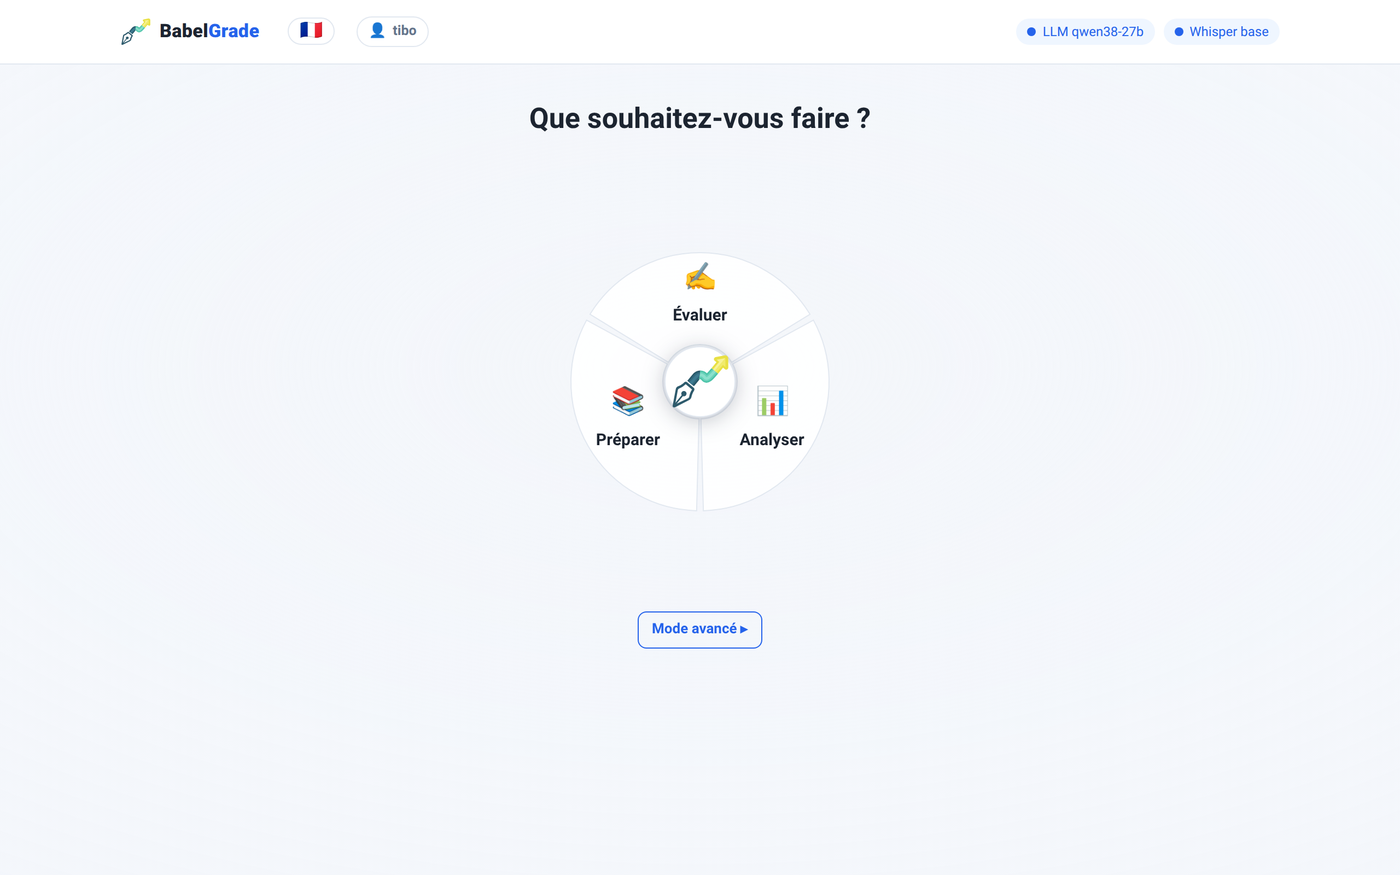 BabelGrade
tibo
LLM qwen38-27b
Whisper base
Que souhaitez-vous faire ?
Évaluer
Préparer
Analyser
Mode avancé ▸